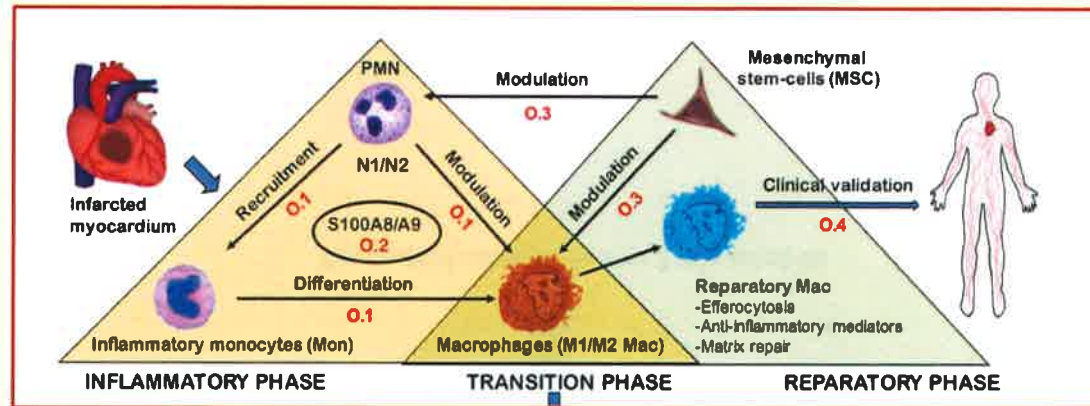 PMN
Modulation
O.3
Mesenchymal
stem-cells (MSC)
N1/N2
Recruitment
O.1
Modulation
O.1
Modulation
O.3
Clinical validation
O.4
Infarcted
myocardium
S100A8/A9
O.2
Differentiation
O.1
Reparatory Mac
-Efferocytosis
-Anti-inflammatory mediators
-Matrix repair
Inflammatory monocytes (Mon)
Macrophages (M1/M2 Mac)
INFLAMMATORY PHASE
TRANSITION PHASE
REPARATORY PHASE